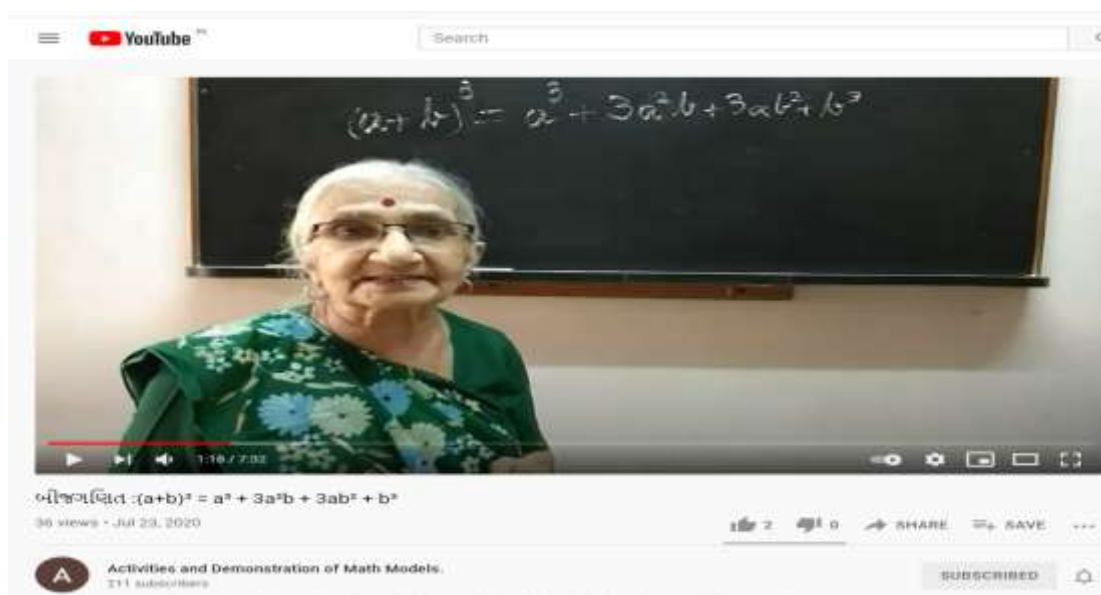 YouTube IN
Search
(a+b)³ = a³ + 3a²b + 3ab² + b³
1:16 / 7:02
બીજગણિત :(a+b)³ = a³ + 3a²b + 3ab² + b³
36 views • Jul 23, 2020
2
0
SHARE
SAVE
A
Activities and Demonstration of Math Models.
211 subscribers
SUBSCRIBED